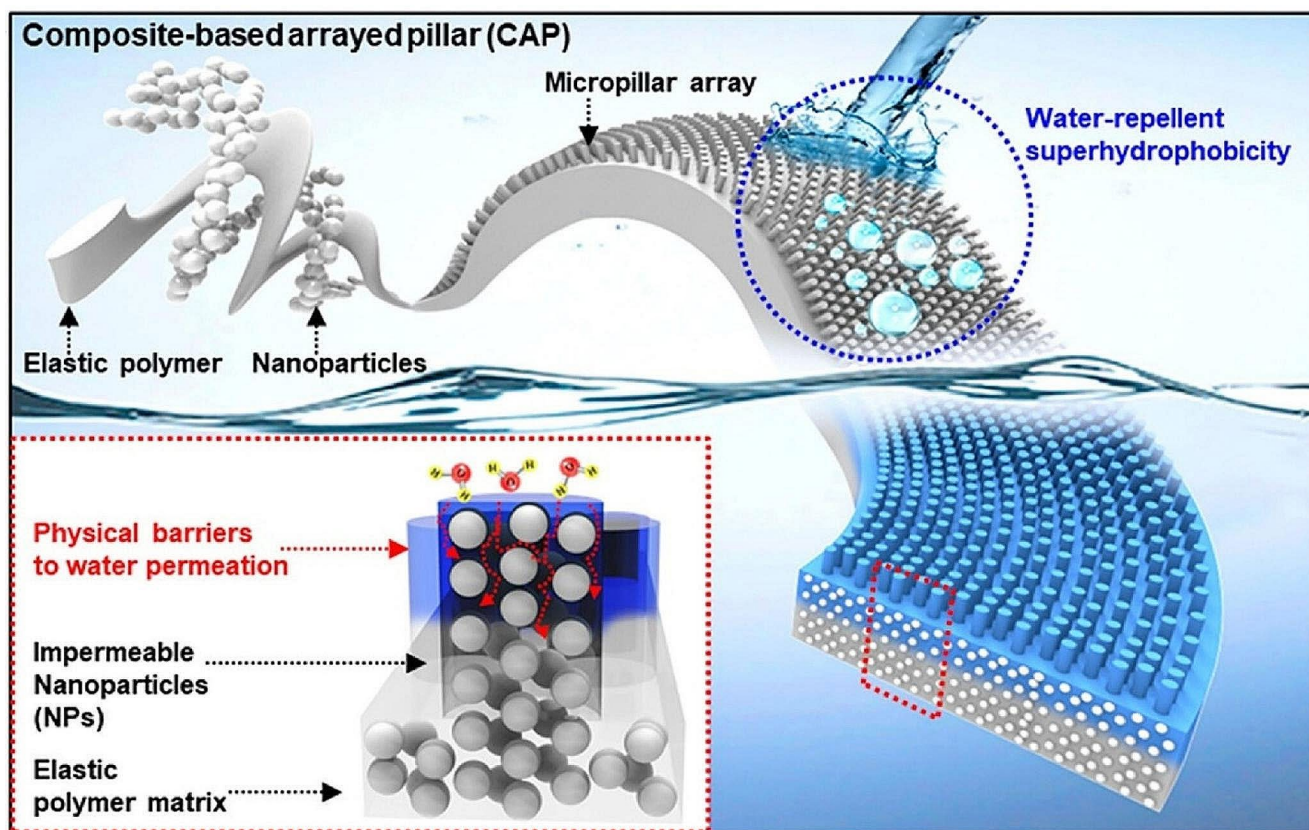 Composite-based arrayed pillar (CAP)
Micropillar array
Water-repellent
superhydrophobicity
Elastic polymer
Nanoparticles
H O H
H
H O H
H O H
Physical barriers
to water permeation
Impermeable
Nanoparticles
(NPs)
Elastic
polymer matrix